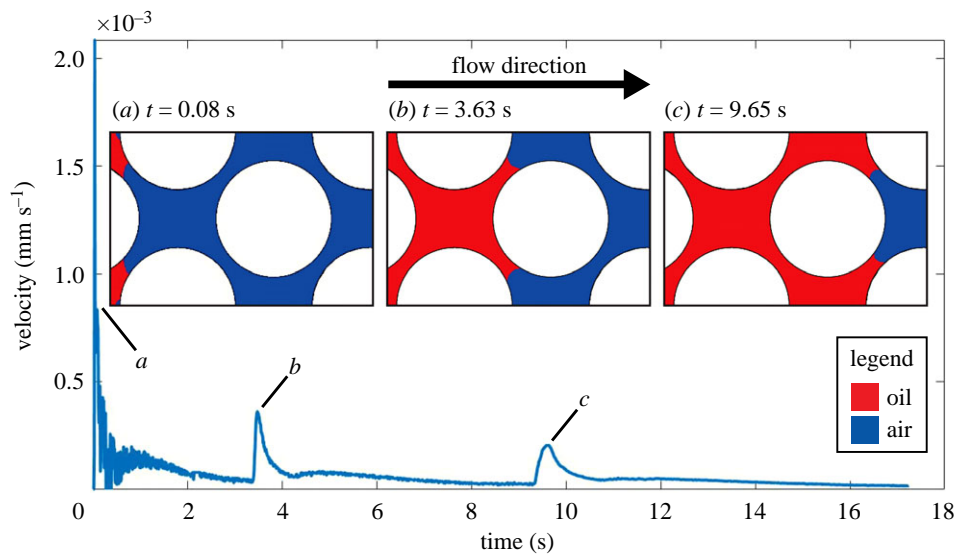 ×10–3
2.0
1.5
1.0
0.5
velocity (mm s–1)
flow direction
(a) t = 0.08 s
(b) t = 3.63 s
(c) t = 9.65 s
a
b
c
legend
oil
air
0 2 4 6 8 10 12 14 16 18
time (s)